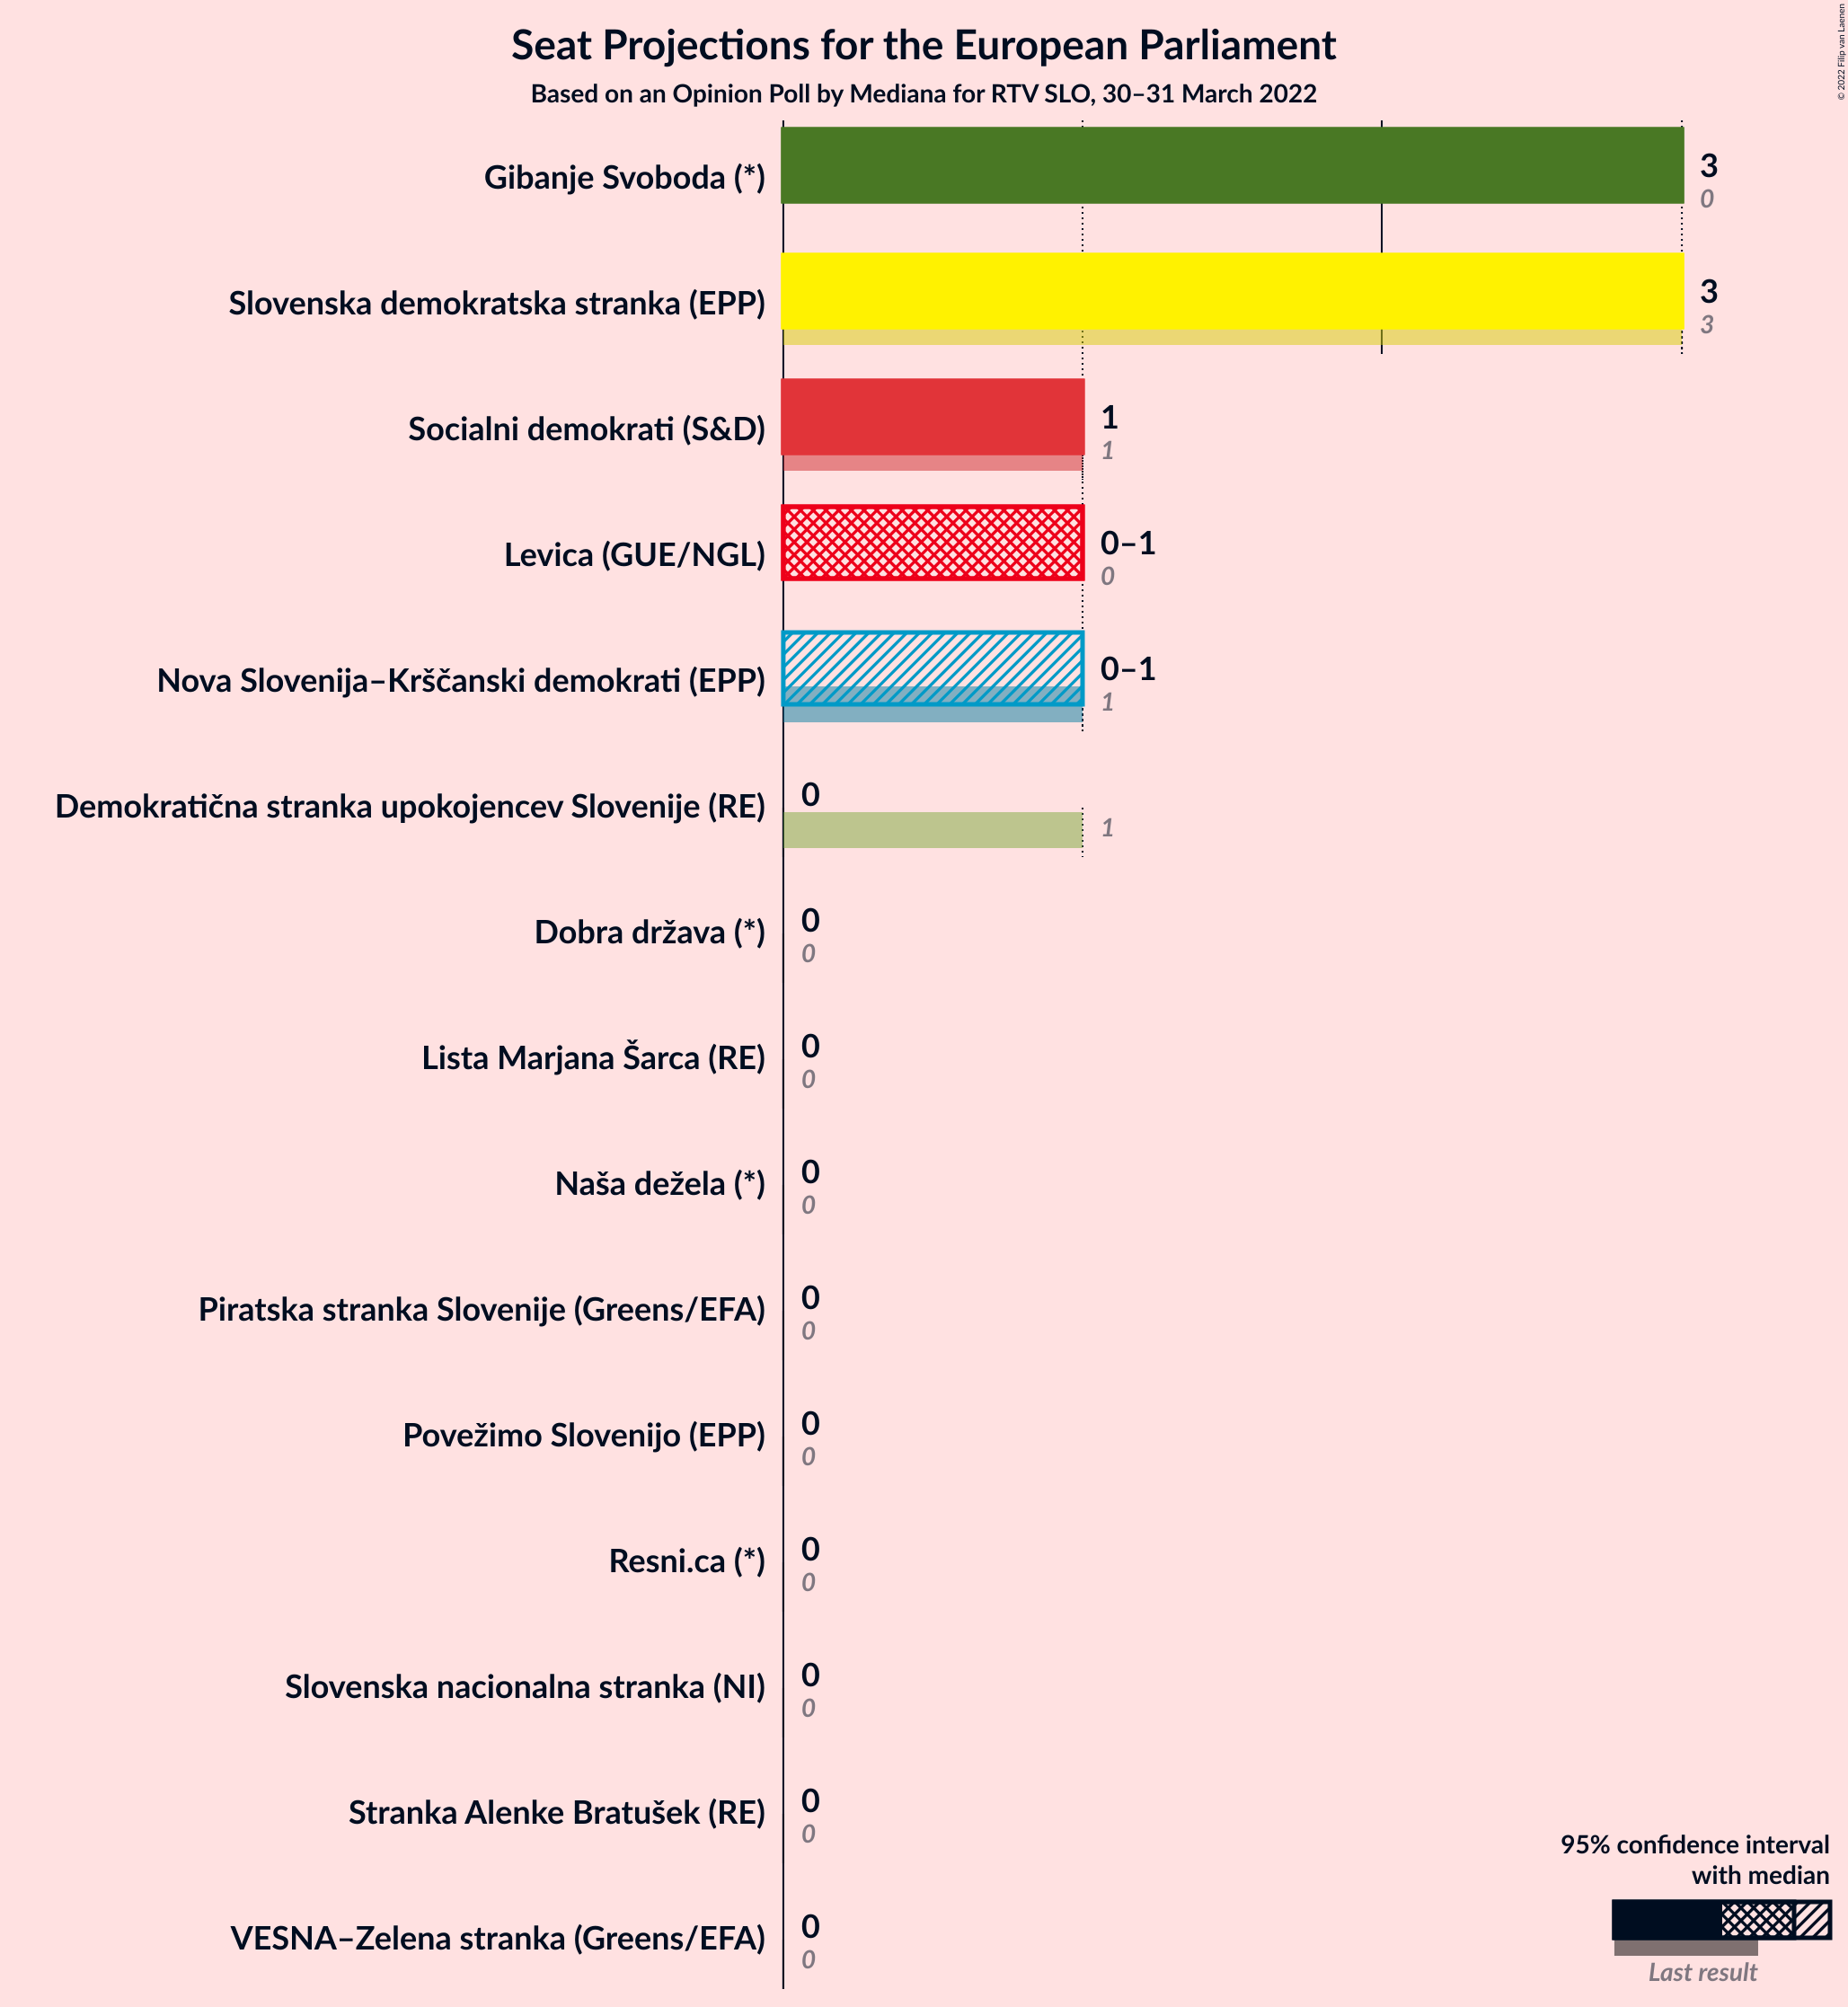 Seat Projections for the European Parliament
Based on an Opinion Poll by Mediana for RTV SLO, 30–31 March 2022
© 2022 Filip van Laenen
Gibanje Svoboda (*)
3
0
Slovenska demokratska stranka (EPP)
3
3
Socialni demokrati (S&D)
1
1
Levica (GUE/NGL)
0–1
0
Nova Slovenija–Krščanski demokrati (EPP)
0–1
1
Demokratična stranka upokojencev Slovenije (RE)
0
1
Dobra država (*)
0
0
Lista Marjana Šarca (RE)
0
0
Naša dežela (*)
0
0
Piratska stranka Slovenije (Greens/EFA)
0
0
Povežimo Slovenijo (EPP)
0
0
Resni.ca (*)
0
0
Slovenska nacionalna stranka (NI)
0
0
Stranka Alenke Bratušek (RE)
0
0
VESNA–Zelena stranka (Greens/EFA)
0
0
95% confidence interval
with median
Last result